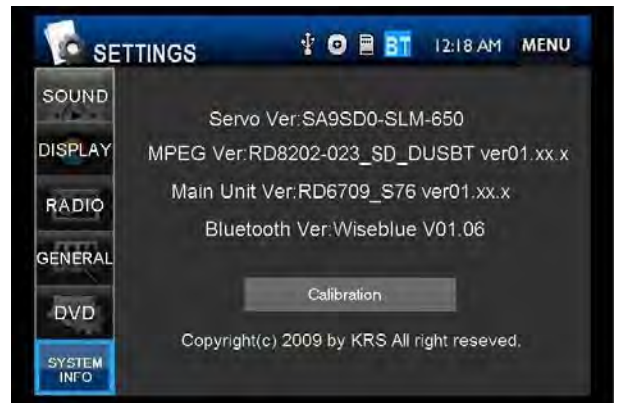 SETTINGS
BT
12:18 AM
MENU
SOUND
DISPLAY
RADIO
GENERAL
DVD
SYSTEM
INFO
Servo Ver:SA9SD0-SLM-650
MPEG Ver:RD8202-023_SD_DUSBT ver01.xx.x
Main Unit Ver:RD6709_S76 ver01.xx.x
Bluetooth Ver:Wiseblue V01.06
Calibration
Copyright(c) 2009 by KRS All right reseved.